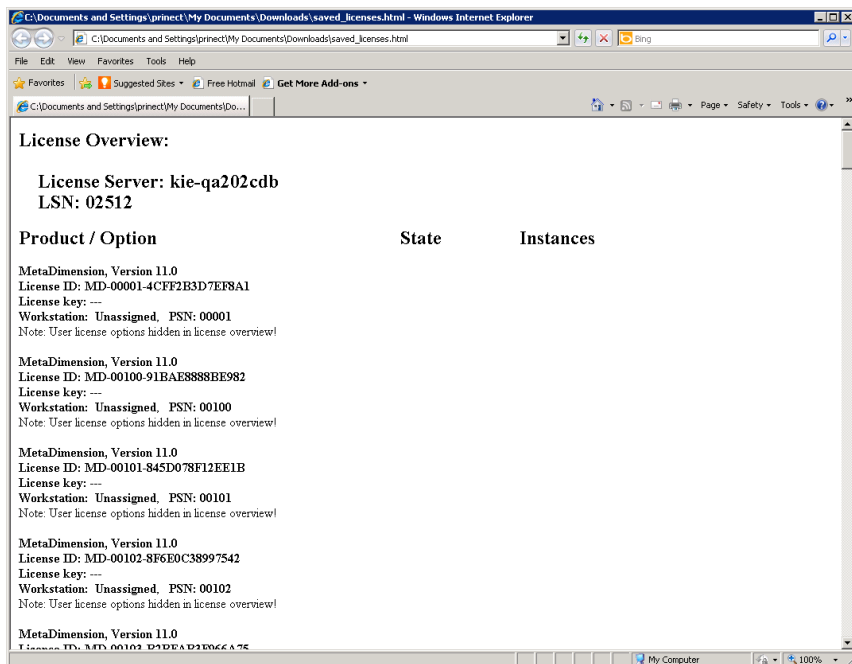 C:\Documents and Settings\prinect\My Documents\Downloads\saved_licenses.html - Windows Internet Explorer
C:\Documents and Settings\prinect\My Documents\Downloads\saved_licenses.html
Bing
File Edit View Favorites Tools Help
Favorites Suggested Sites Free Hotmail Get More Add-ons
C:\Documents and Settings\prinect\My Documents\Do...
Page Safety Tools »
License Overview:
License Server: kie-qa202cdb
LSN: 02512
Product / Option State Instances
MetaDimension, Version 11.0
License ID: MD-00001-4CFF2B3D7EF8A1
License key: ---
Workstation: Unassigned, PSN: 00001
Note: User license options hidden in license overview!
MetaDimension, Version 11.0
License ID: MD-00100-91BAE8888BE982
License key: ---
Workstation: Unassigned, PSN: 00100
Note: User license options hidden in license overview!
MetaDimension, Version 11.0
License ID: MD-00101-845D078F12EE1B
License key: ---
Workstation: Unassigned, PSN: 00101
Note: User license options hidden in license overview!
MetaDimension, Version 11.0
License ID: MD-00102-8F6E0C38997542
License key: ---
Workstation: Unassigned, PSN: 00102
Note: User license options hidden in license overview!
MetaDimension, Version 11.0
License ID:
My Computer 100%